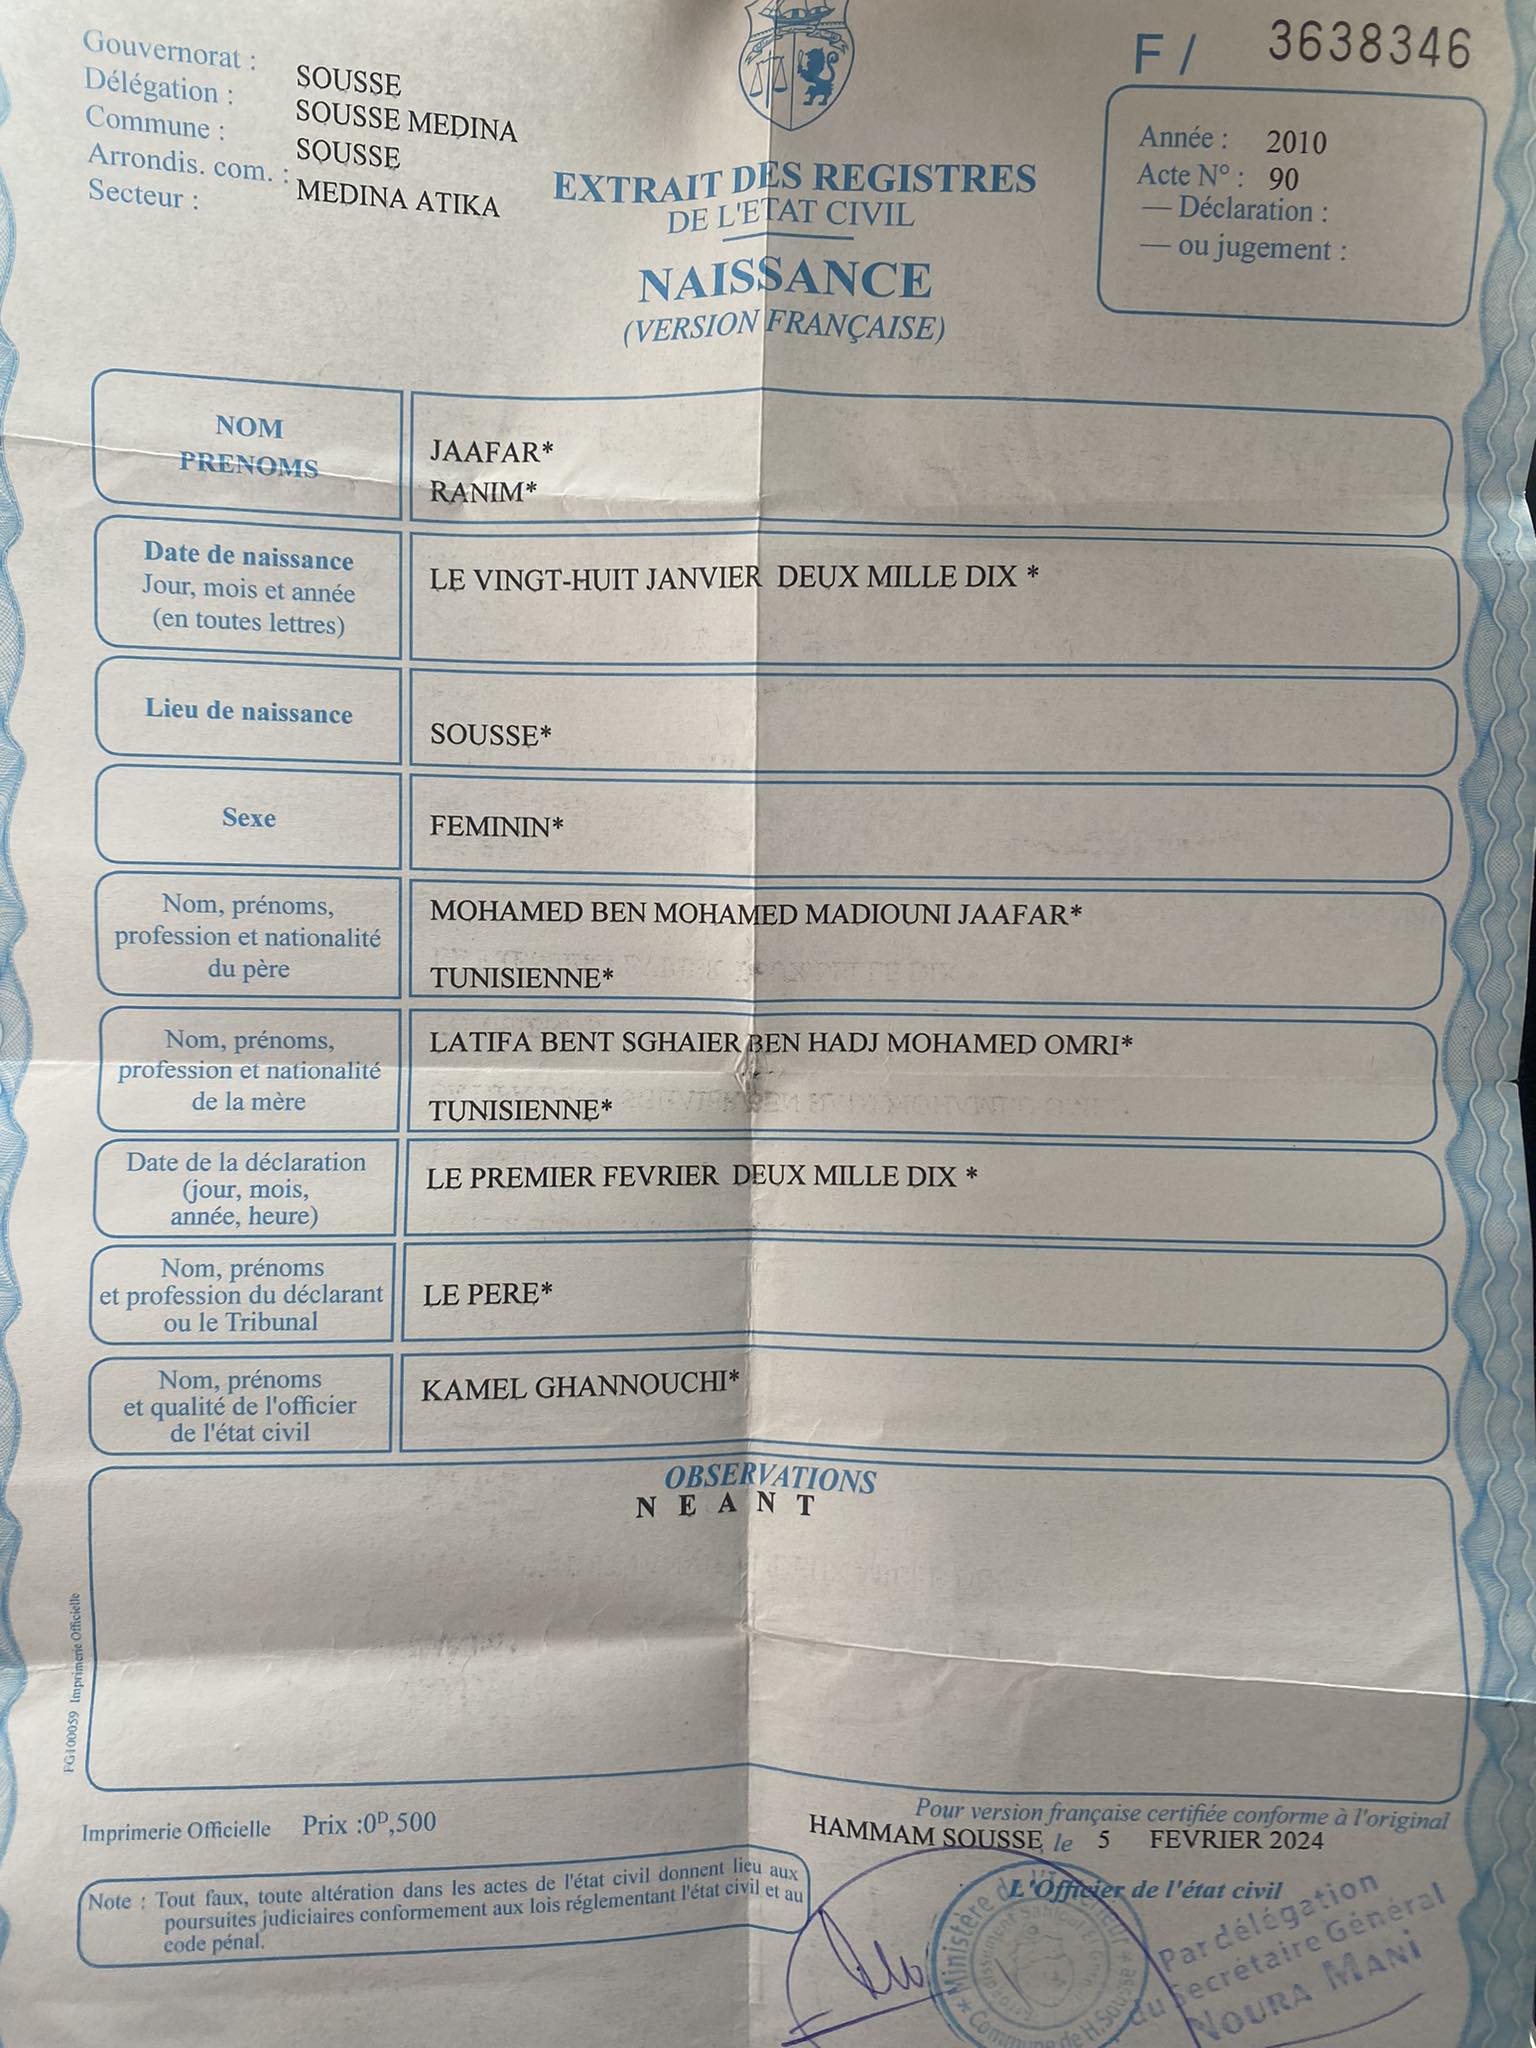 Gouvernorat : SOUSSE
Délégation : SOUSSE MEDINA
Commune : SOUSSE
Arrondis. com. : MEDINA ATIKA
Secteur :
F / 3638346
Année : 2010
Acte N° : 90
— Déclaration :
— ou jugement :
EXTRAIT DES REGISTRES
DE L'ETAT CIVIL
NAISSANCE
(VERSION FRANÇAISE)
NOM
PRENOMS
JAAFAR*
RANIM*
Date de naissance
Jour, mois et année
(en toutes lettres)
LE VINGT-HUIT JANVIER DEUX MILLE DIX *
Lieu de naissance
SOUSSE*
Sexe
FEMININ*
Nom, prénoms,
profession et nationalité
du père
MOHAMED BEN MOHAMED MADIOUNI JAAFAR*
TUNISIENNE*
Nom, prénoms,
profession et nationalité
de la mère
LATIFA BENT SGHAIER BEN HADJ MOHAMED OMRI*
TUNISIENNE*
Date de la déclaration
(jour, mois,
année, heure)
LE PREMIER FEVRIER DEUX MILLE DIX *
Nom, prénoms
et profession du déclarant
ou le Tribunal
LE PERE*
Nom, prénoms
et qualité de l'officier
de l'état civil
KAMEL GHANNOUCHI*
OBSERVATIONS
N E A N T
FG100059 Imprimerie Officielle
Imprimerie Officielle Prix :0D,500
Pour version française certifiée conforme à l'original
HAMMAM SOUSSE, le 5 FEVRIER 2024
L'Officier de l'état civil
Note : Tout faux, toute altération dans les actes de l'état civil donnent lieu aux
poursuites judiciaires conformement aux lois réglementant l'état civil et au
code pénal.
Par délégation
du Secrétaire Général
NOURA MANI
* Ministère de l'Intérieur *
Commune de H.Sousse